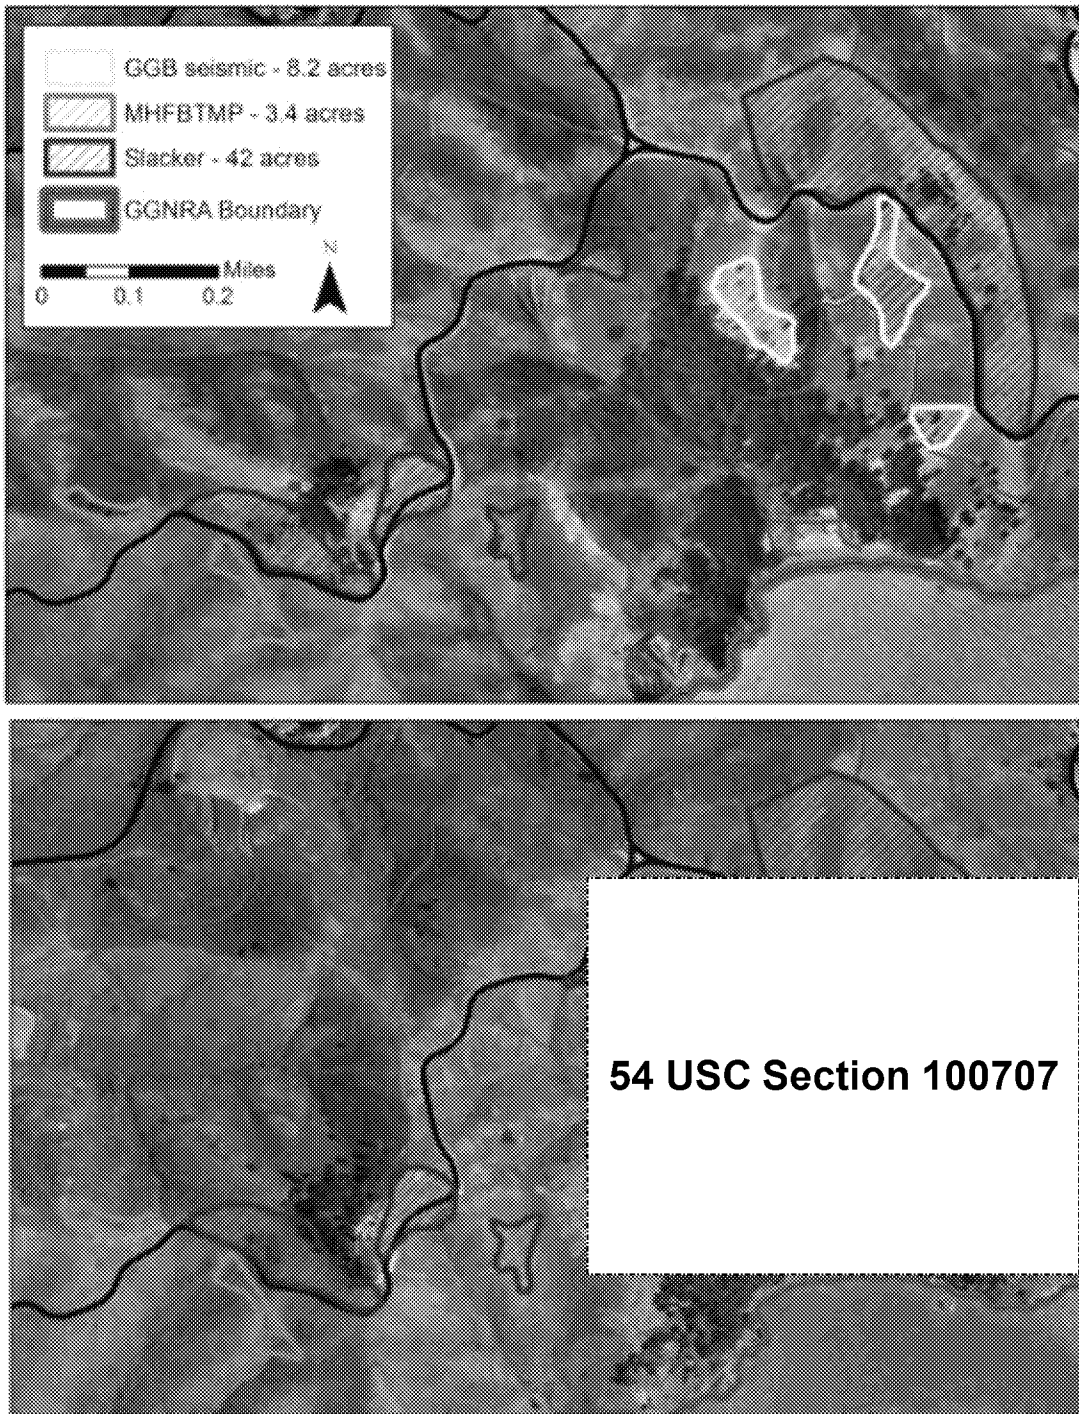 GGB seismic - 8.2 acres
MHFBTMP - 3.4 acres
Slacker - 42 acres
GGNRA Boundary
N
Miles
0 0.1 0.2
54 USC Section 100707